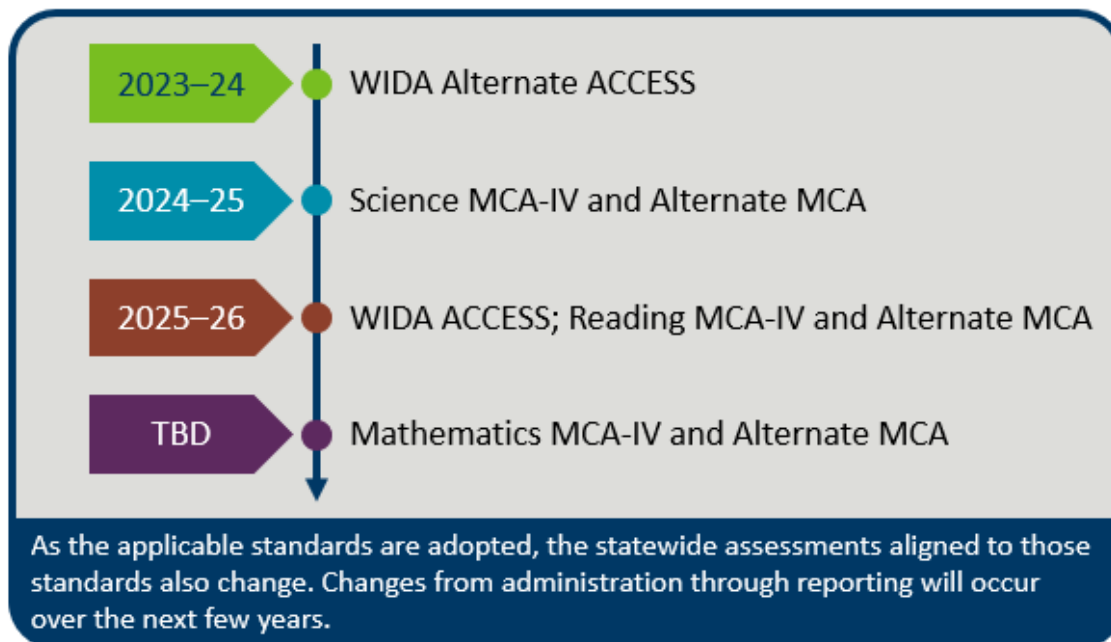 2023–24
WIDA Alternate ACCESS
2024–25
Science MCA-IV and Alternate MCA
2025–26
WIDA ACCESS; Reading MCA-IV and Alternate MCA
TBD
Mathematics MCA-IV and Alternate MCA
As the applicable standards are adopted, the statewide assessments aligned to those
standards also change. Changes from administration through reporting will occur
over the next few years.